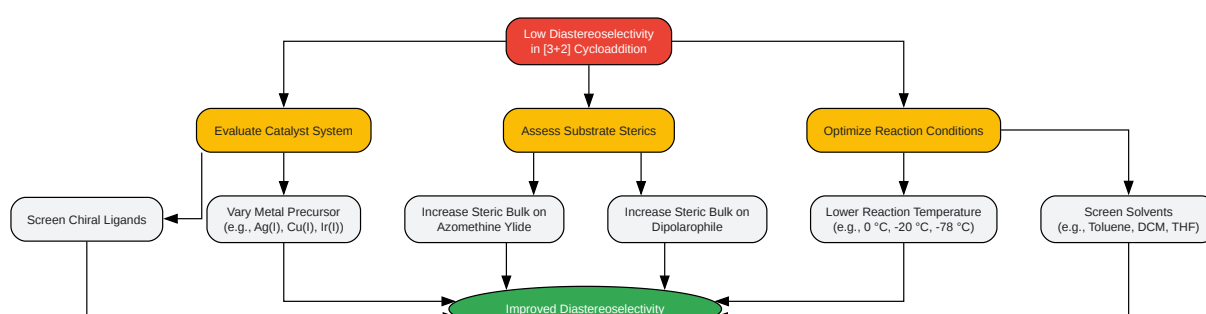 Low Diastereoselectivity
in [3+2] Cycloaddition
Evaluate Catalyst System
Assess Substrate Sterics
Optimize Reaction Conditions
Screen Chiral Ligands
Vary Metal Precursor
(e.g., Ag(I), Cu(I), Ir(I))
Increase Steric Bulk on
Azomethine Ylide
Increase Steric Bulk on
Dipolarophile
Lower Reaction Temperature
(e.g., 0 °C, -20 °C, -78 °C)
Screen Solvents
(e.g., Toluene, DCM, THF)
Improved Diastereoselectivity